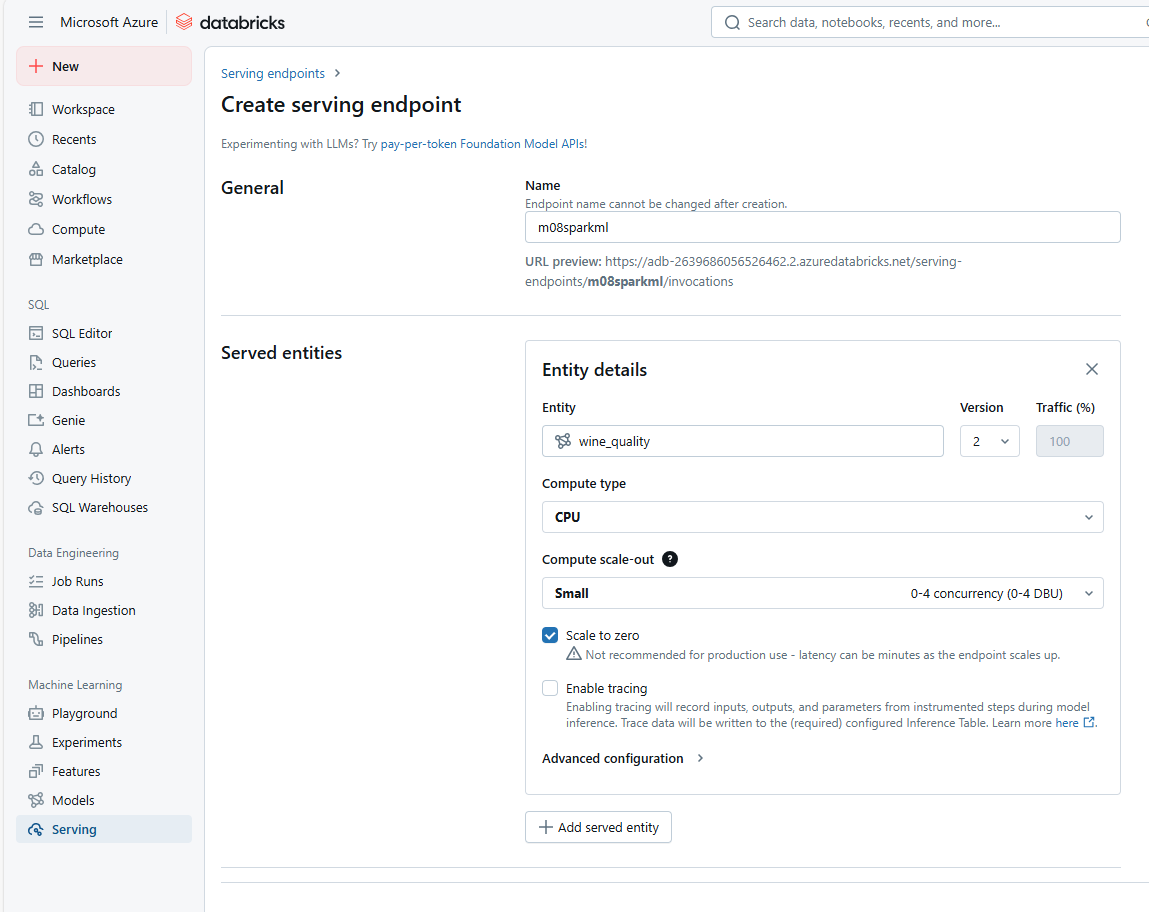 Microsoft Azure databricks
Search data, notebooks, recents, and more...
New
Workspace
Recents
Catalog
Workflows
Compute
Marketplace
SQL
SQL Editor
Queries
Dashboards
Genie
Alerts
Query History
SQL Warehouses
Data Engineering
Job Runs
Data Ingestion
Pipelines
Machine Learning
Playground
Experiments
Features
Models
Serving
Serving endpoints
Create serving endpoint
Experimenting with LLMs? Try pay-per-token Foundation Model APIs!
General
Name
Endpoint name cannot be changed after creation.
m08sparkml
URL preview: https://adb-2639686056526462.2.azuredatabricks.net/serving-
endpoints/m08sparkml/invocations
Served entities
Entity details
Entity Version Traffic (%)
wine_quality 2 100
Compute type
CPU
Compute scale-out ?
Small 0-4 concurrency (0-4 DBU)
Scale to zero
Not recommended for production use - latency can be minutes as the endpoint scales up.
Enable tracing
Enabling tracing will record inputs, outputs, and parameters from instrumented steps during model
inference. Trace data will be written to the (required) configured Inference Table. Learn more here.
Advanced configuration
Add served entity